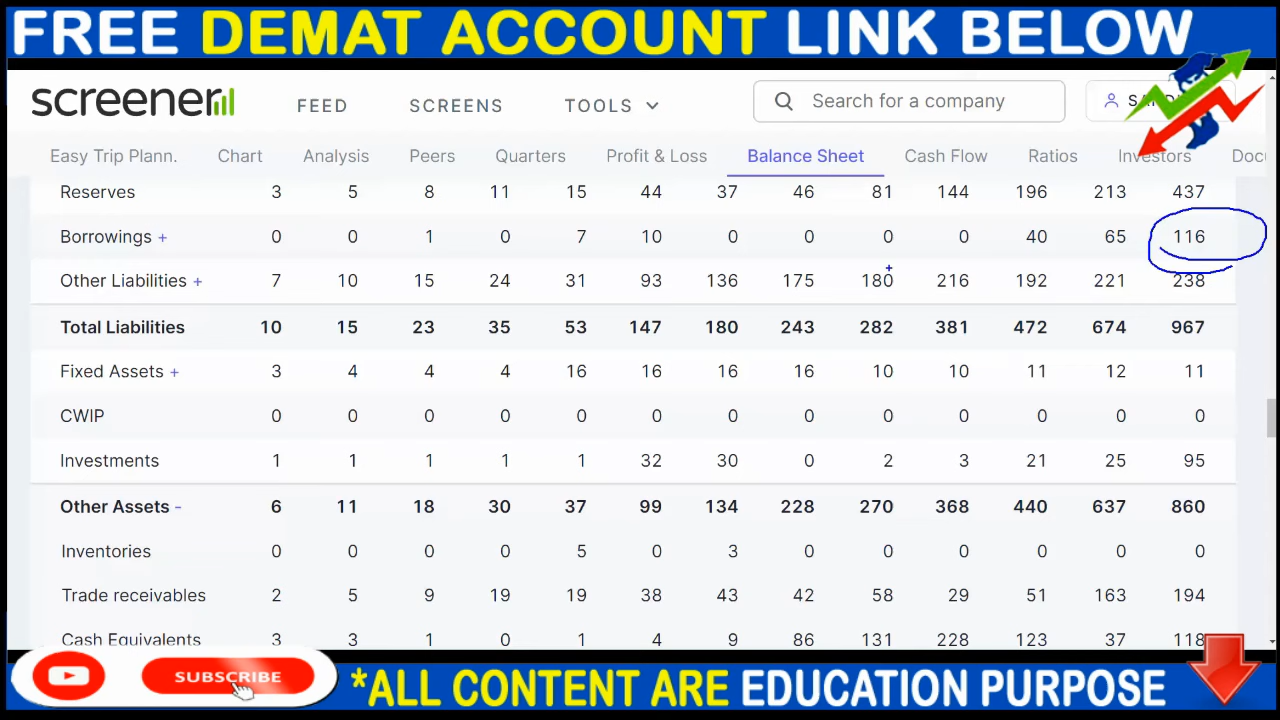 FREE DEMAT ACCOUNT LINK BELOW
screener FEED SCREENS TOOLS Search for a company
Easy Trip Plann. Chart Analysis Peers Quarters Profit & Loss Balance Sheet Cash Flow Ratios Investors
Reserves 3 5 8 11 15 44 37 46 81 144 196 213 437
Borrowings + 0 0 1 0 7 10 0 0 0 0 40 65 116
Other Liabilities + 7 10 15 24 31 93 136 175 180 216 192 221 238
Total Liabilities 10 15 23 35 53 147 180 243 282 381 472 674 967
Fixed Assets + 3 4 4 4 16 16 16 16 10 10 11 12 11
CWIP 0 0 0 0 0 0 0 0 0 0 0 0 0
Investments 1 1 1 1 1 32 30 0 2 3 21 25 95
Other Assets - 6 11 18 30 37 99 134 228 270 368 440 637 860
Inventories 0 0 0 0 5 0 3 0 0 0 0 0 0
Trade receivables 2 5 9 19 19 38 43 42 58 29 51 163 194
Cash Equivalents 3 3 1 0 1 4 9 86 131 228 123 37 118
SUBSCRIBE
*ALL CONTENT ARE EDUCATION PURPOSE